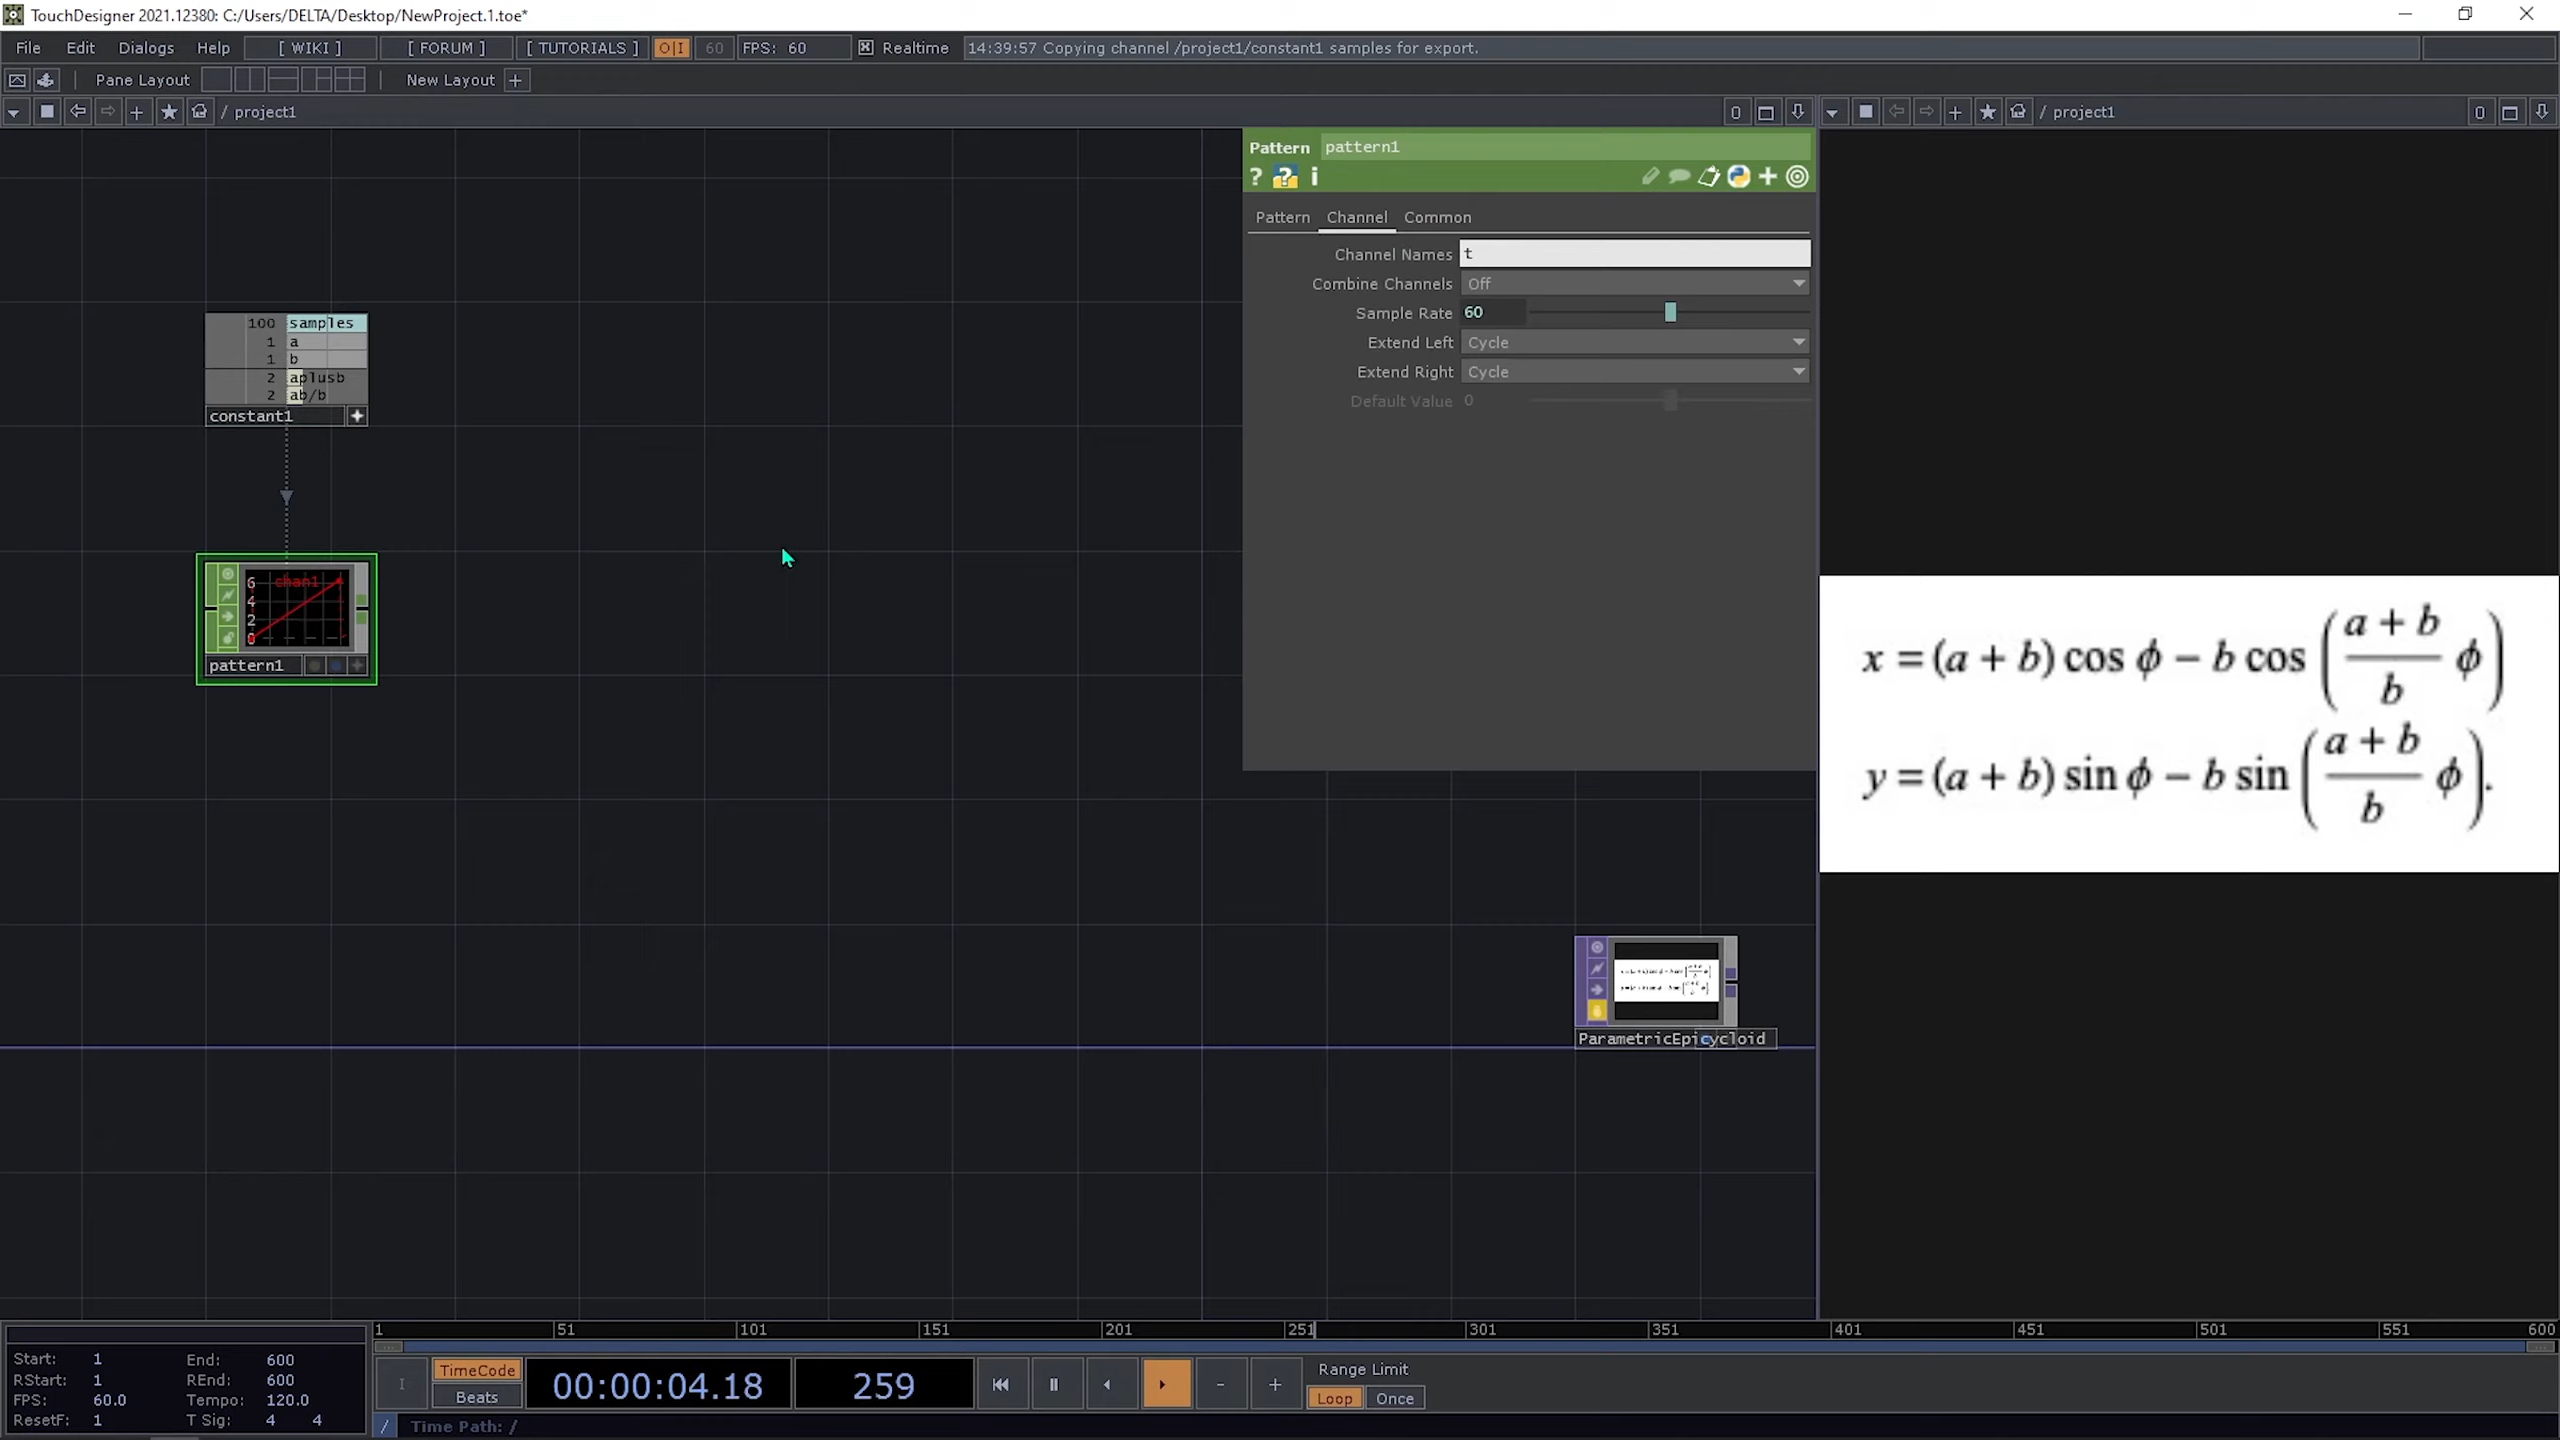 TouchDesigner 2021.12380: C:/Users/DELTA/Desktop/NewProject.1.toe*
File Edit Dialogs Help [ WIKI ] [ FORUM ] [ TUTORIALS ] O|I 60 FPS: 60 Realtime 14:39:57 Copying channel /project1/constant1 samples for export.
Pane Layout New Layout +
/ project1 0
/ project1 0
Pattern pattern1
? ? i
Pattern Channel Common
Channel Names t
Combine Channels Off
Sample Rate 60
Extend Left Cycle
Extend Right Cycle
Default Value 0
100 samples
1 a
1 b
2 aplusb
2 ab/b
constant1
6 chan1
4
2
0
pattern1
x = (a + b) cos ϕ − b cos ( (a + b)/b ϕ )
y = (a + b) sin ϕ − b sin ( (a + b)/b ϕ ).
ParametricEpicycloid
1 51 101 151 201 251 301 351 401 451 501 551 600
Start: 1 End: 600
RStart: 1 REnd: 600
FPS: 60.0 Tempo: 120.0
ResetF: 1 T Sig: 4 4
I
TimeCode
Beats
00:00:04.18
259
- +
Range Limit
Loop Once
/ Time Path: /